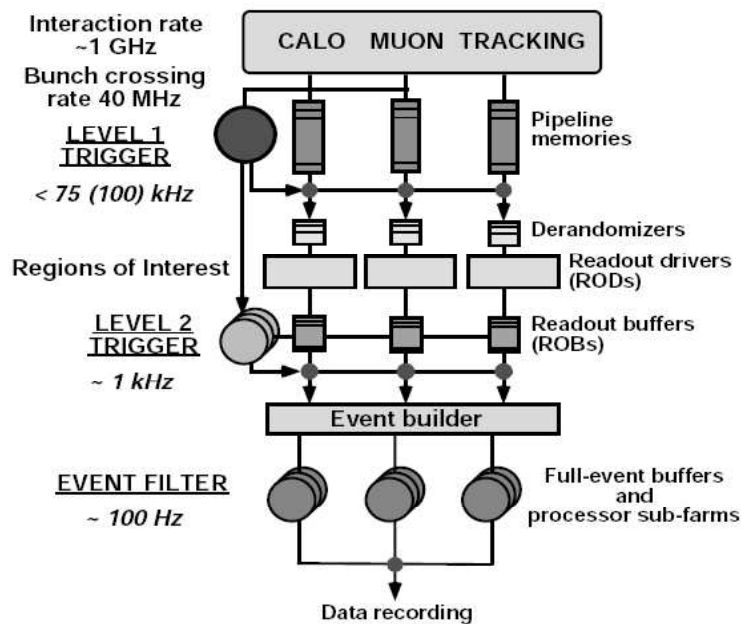 Interaction rate
~1 GHz
CALO MUON TRACKING
Bunch crossing
rate 40 MHz
Pipeline
memories
LEVEL 1
TRIGGER
< 75 (100) kHz
Derandomizers
Regions of Interest
Readout drivers
(RODs)
LEVEL 2
TRIGGER
Readout buffers
(ROBs)
~ 1 kHz
Event builder
EVENT FILTER
~ 100 Hz
Full-event buffers
and
processor sub-farms
Data recording